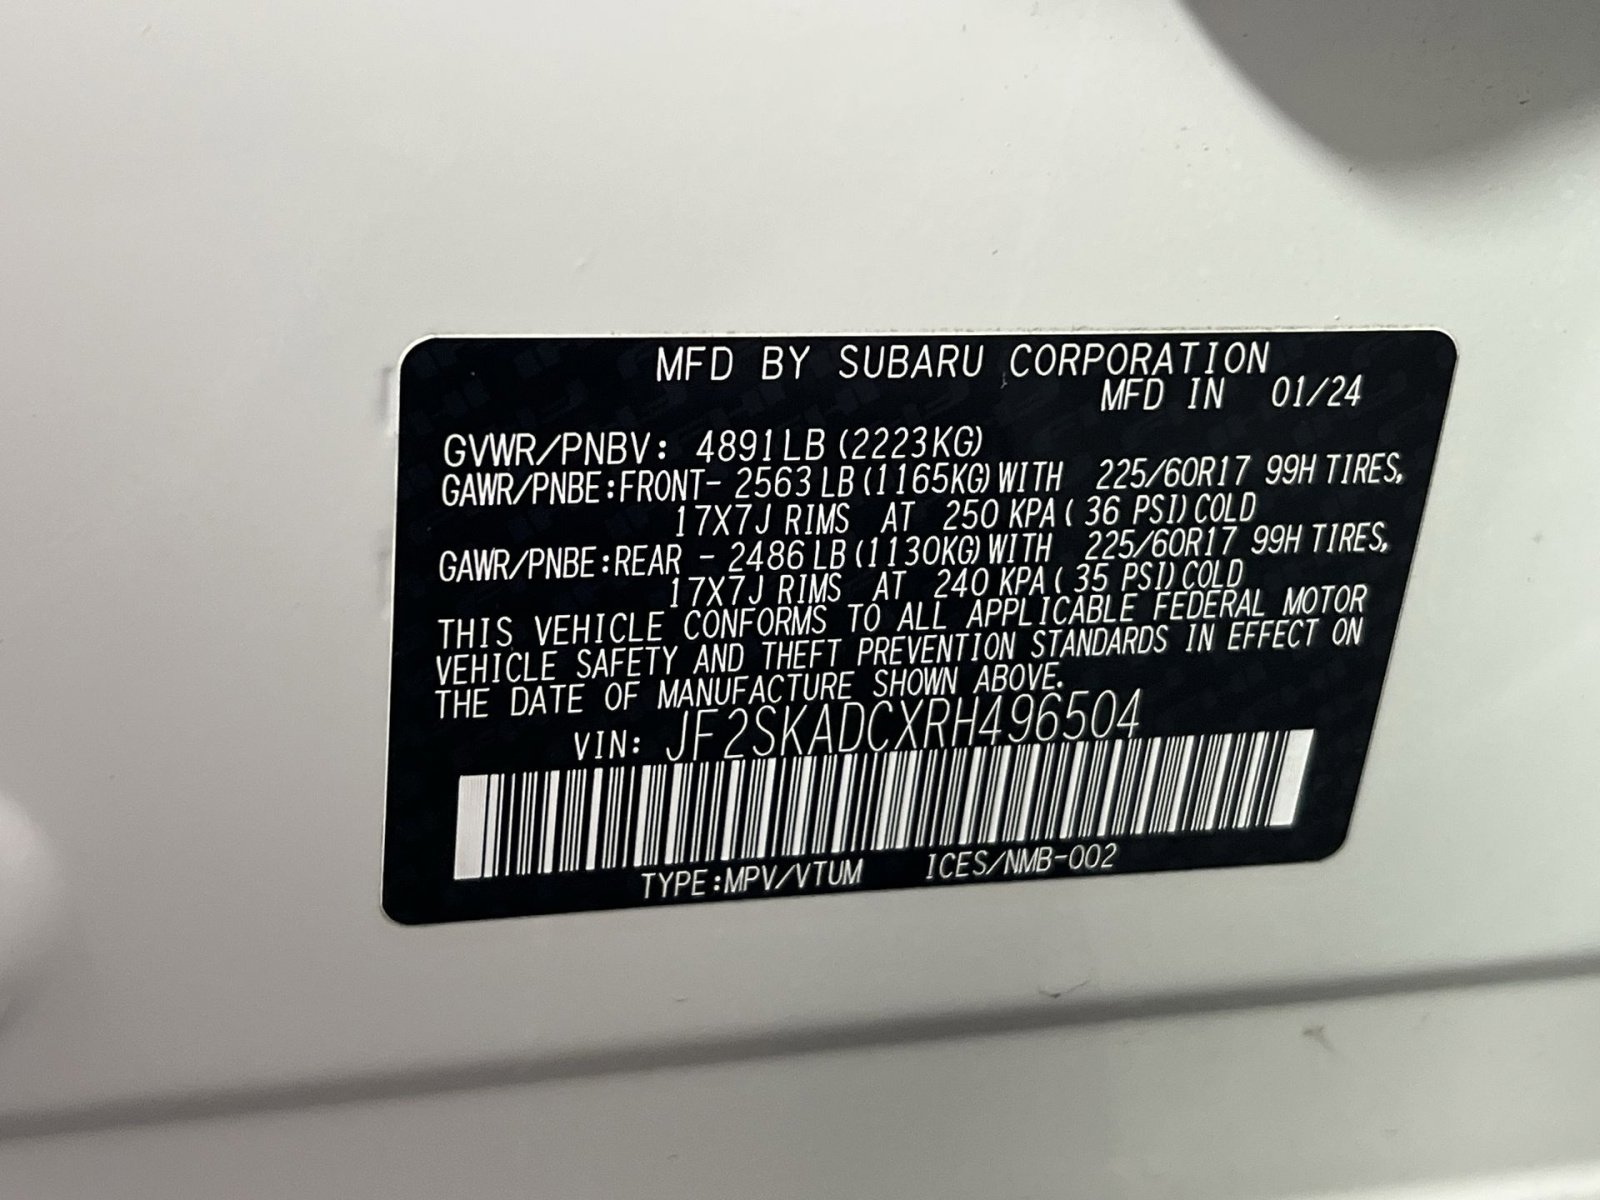 MFD BY SUBARU CORPORATION
MFD IN 01/24
GVWR/PNBV: 4891LB (2223KG)
GAWR/PNBE:FRONT- 2563LB(1165KG)WITH 225/60R17 99H TIRES,
17X7J RIMS AT 250 KPA( 36 PSI)COLD
GAWR/PNBE:REAR - 2486LB(1130KG)WITH 225/60R17 99H TIRES,
17X7J RIMS AT 240 KPA( 35 PSI)COLD
THIS VEHICLE CONFORMS TO ALL APPLICABLE FEDERAL MOTOR
VEHICLE SAFETY AND THEFT PREVENTION STANDARDS IN EFFECT ON
THE DATE OF MANUFACTURE SHOWN ABOVE.
VIN: JF2SKADCXRH496504
TYPE:MPV/VTUM ICES/NMB-002